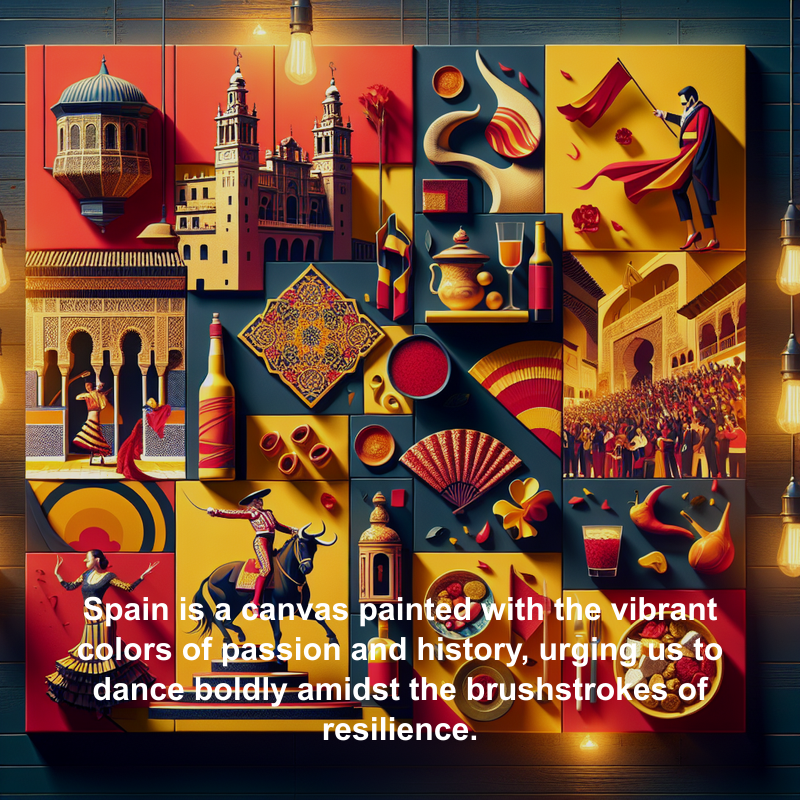 Spain is a canvas painted with the vibrant
colors of passion and history, urging us to
dance boldly amidst the brushstrokes of
resilience.